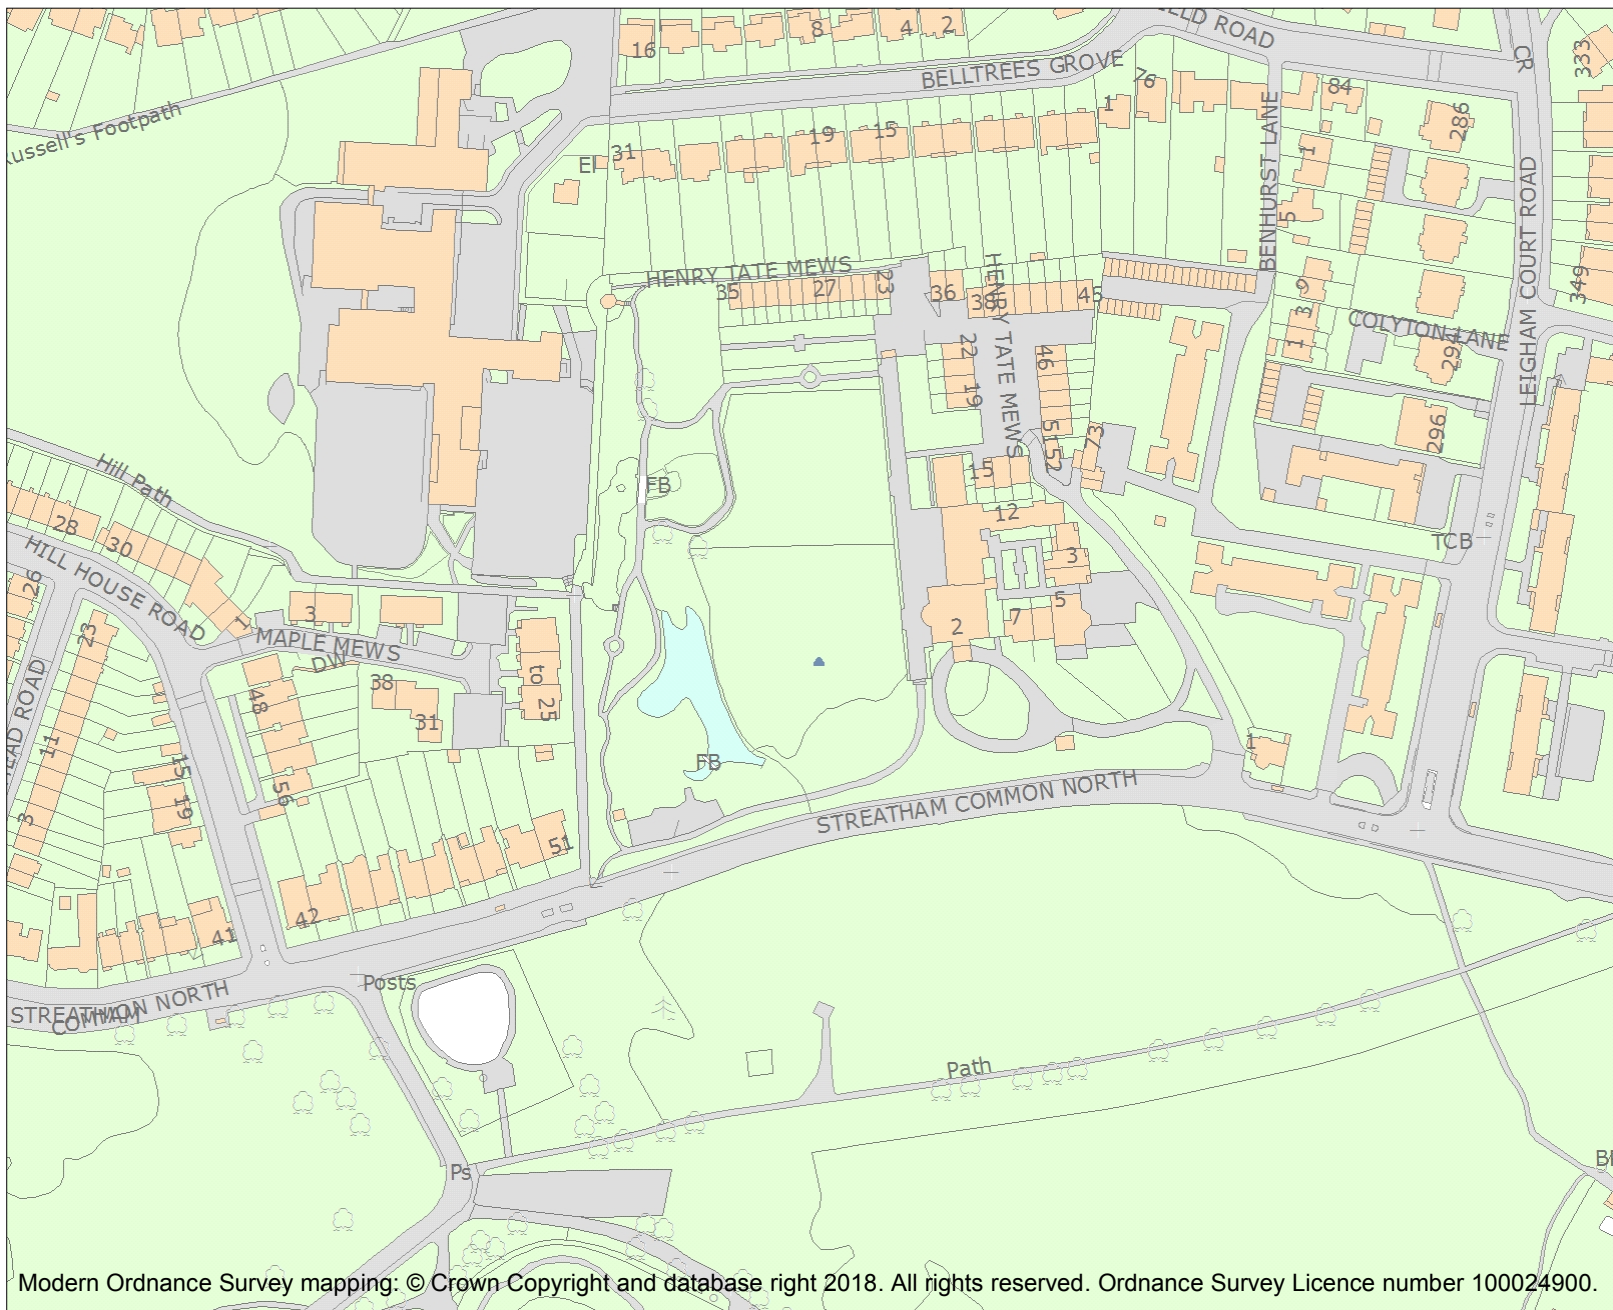 ELD ROAD
CR
333
16
8
4
2
BELLTREES GROVE
76
84
286
1
Russell's Footpath
El
31
19
15
1
BENHURST LANE
5
LEIGHAM COURT ROAD
HENRY TATE MEWS
35
27
23
36
38
45
HENRY TATE MEWS
9
349
3
1
COLYTON LANE
294
22
19
46
51
52
73
296
Hill Path
FB
15
12
3
TCB
28
30
HILL HOUSE ROAD
26
23
1
3
MAPLE MEWS
DW
5
7
2
38
31
48
to
25
EAD ROAD
11
3
15
19
56
FB
1
STREATHAM COMMON NORTH
51
42
41
Posts
STREATHAM
COMMON NORTH
Path
Ps
Modern Ordnance Survey mapping: © Crown Copyright and database right 2018. All rights reserved. Ordnance Survey Licence number 100024900.